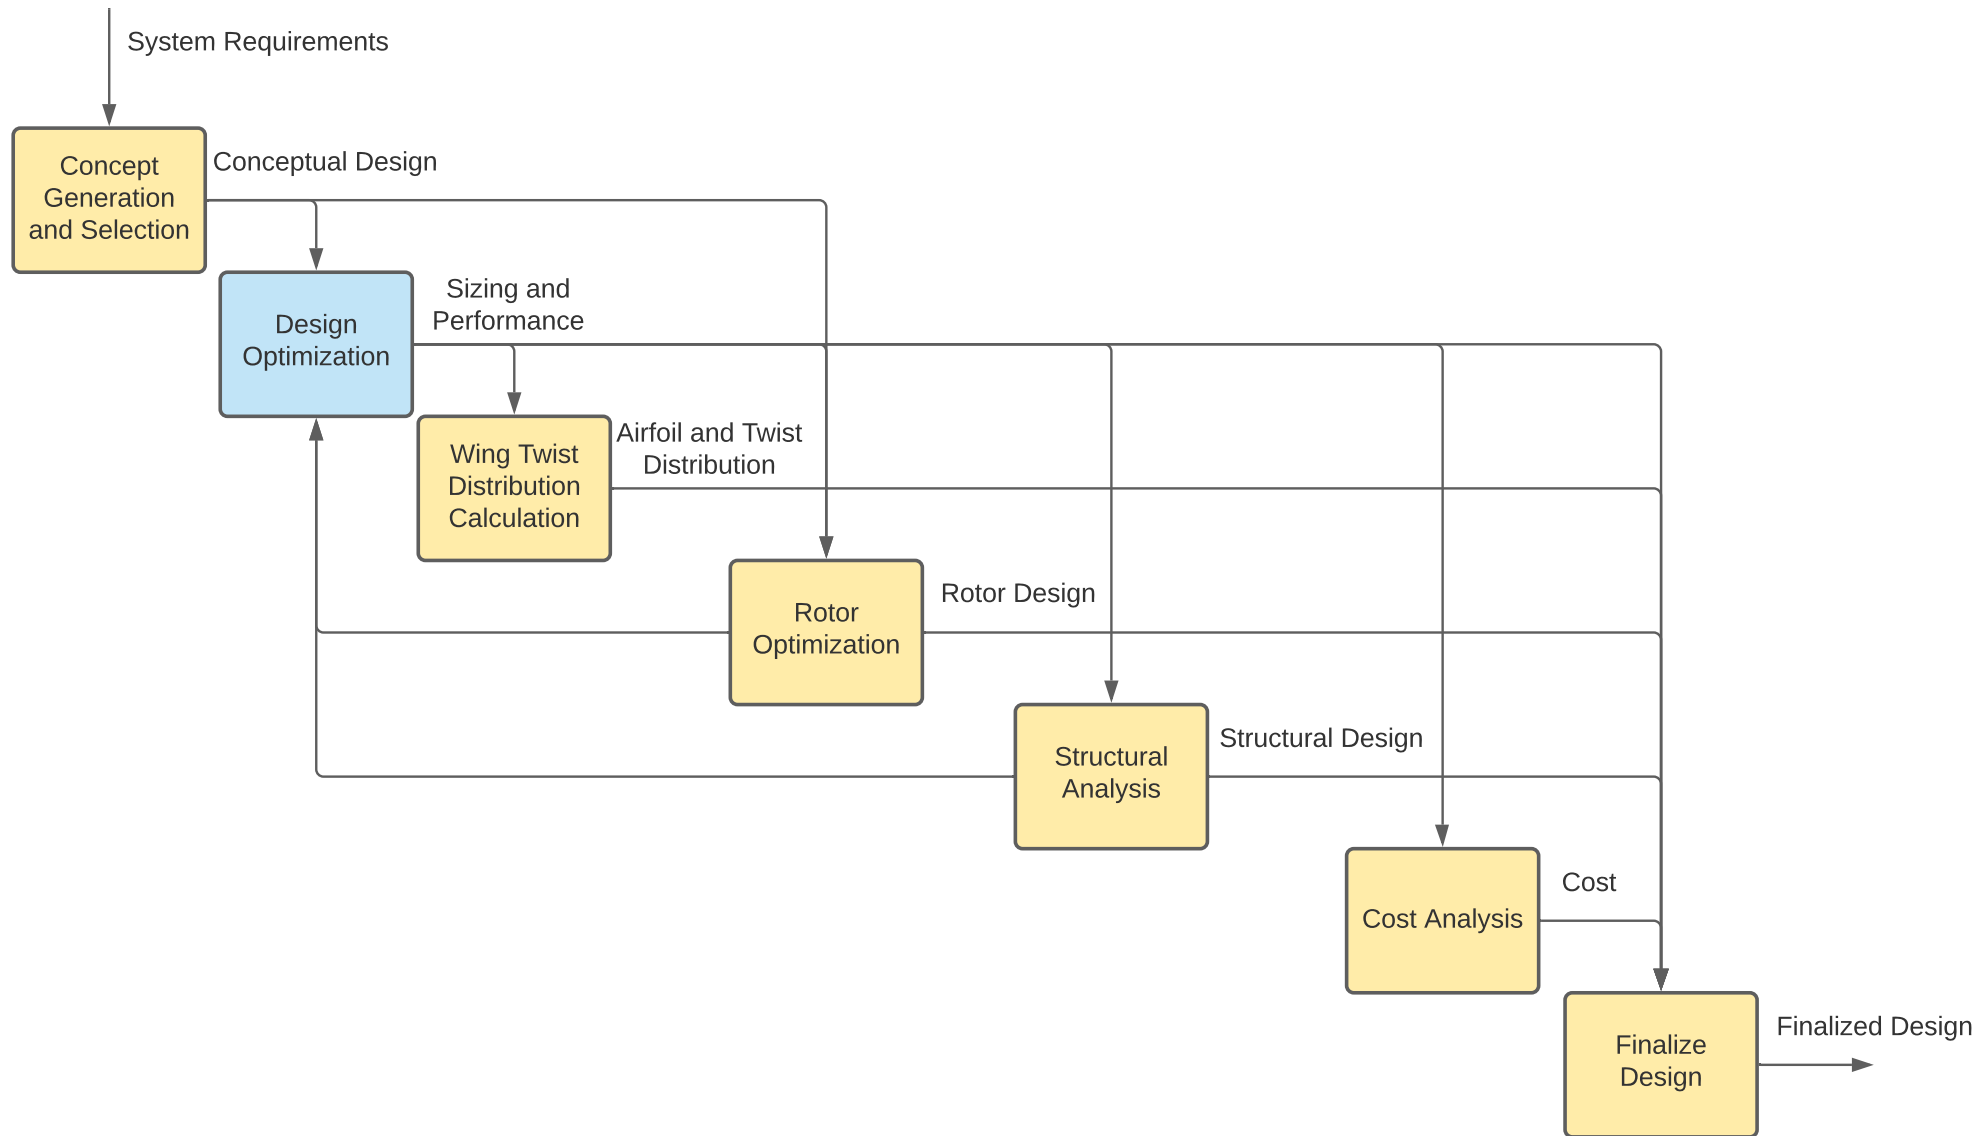 System Requirements
Concept
Generation
and Selection
Conceptual Design
Design
Optimization
Sizing and
Performance
Wing Twist
Distribution
Calculation
Airfoil and Twist
Distribution
Rotor
Optimization
Rotor Design
Structural
Analysis
Structural Design
Cost Analysis
Cost
Finalize
Design
Finalized Design